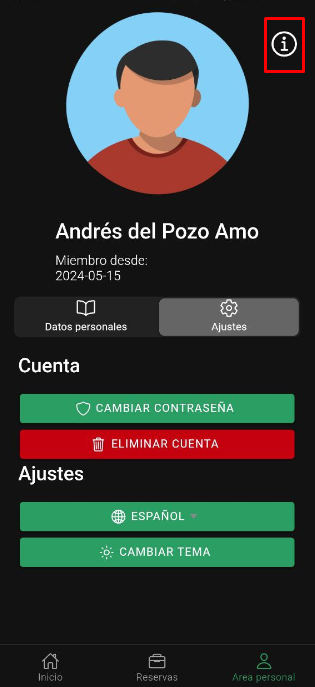 Andrés del Pozo Amo
Miembro desde:
2024-05-15
Datos personales
Ajustes
Cuenta
CAMBIAR CONTRASEÑA
ELIMINAR CUENTA
Ajustes
ESPAÑOL
CAMBIAR TEMA
Inicio
Reservas
Area personal